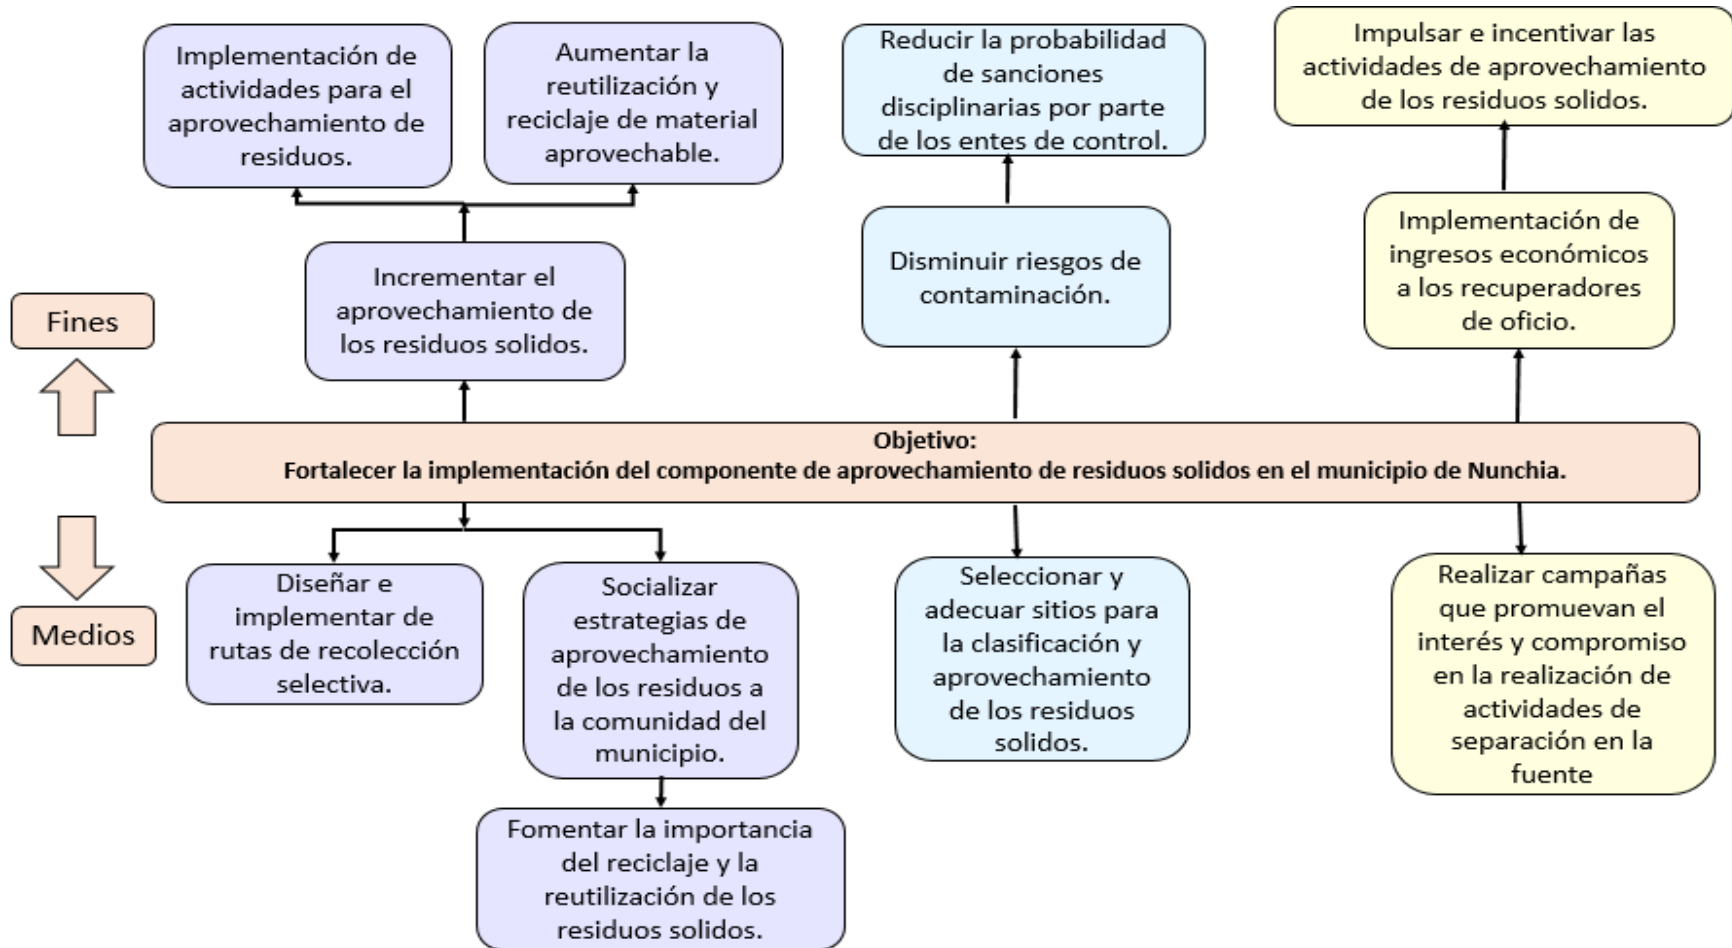 Implementación de
actividades para el
aprovechamiento de
residuos.
Aumentar la
reutilización y
reciclaje de material
aprovechable.
Reducir la probabilidad
de sanciones
disciplinarias por parte
de los entes de control.
Impulsar e incentivar las
actividades de aprovechamiento
de los residuos solidos.
Incrementar el
aprovechamiento de
los residuos solidos.
Disminuir riesgos de
contaminación.
Implementación de
ingresos económicos
a los recuperadores
de oficio.
Fines
Objetivo:
Fortalecer la implementación del componente de aprovechamiento de residuos solidos en el municipio de Nunchia.
Medios
Diseñar e
implementar de
rutas de recolección
selectiva.
Socializar
estrategias de
aprovechamiento
de los residuos a
la comunidad del
municipio.
Seleccionar y
adecuar sitios para
la clasificación y
aprovechamiento
de los residuos
solidos.
Realizar campañas
que promuevan el
interés y compromiso
en la realización de
actividades de
separación en la
fuente
Fomentar la importancia
del reciclaje y la
reutilización de los
residuos solidos.